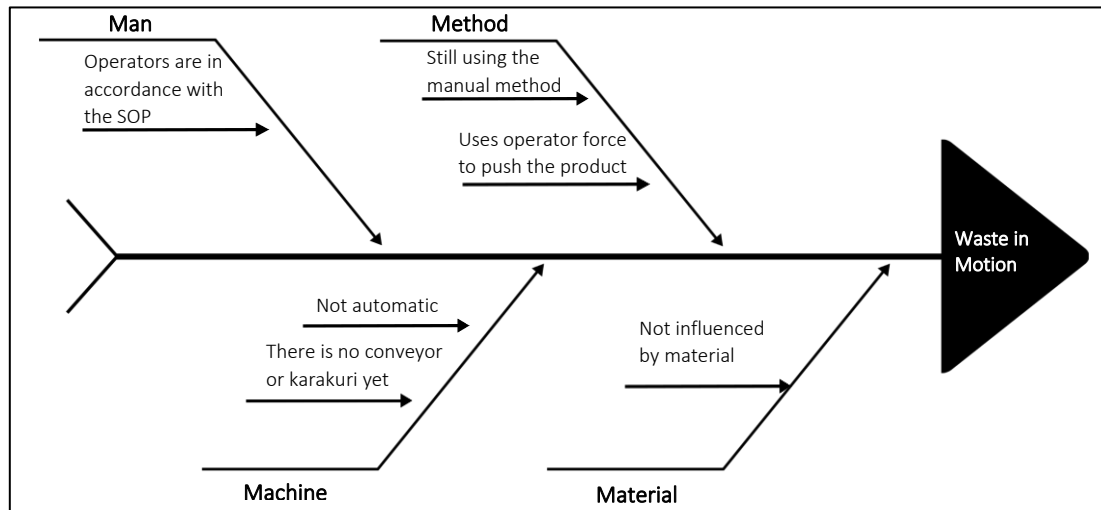 Man
Method
Operators are in
accordance with
the SOP
Still using the
manual method
Uses operator force
to push the product
Waste in
Motion
Not automatic
There is no conveyor
or karakuri yet
Not influenced
by material
Machine
Material